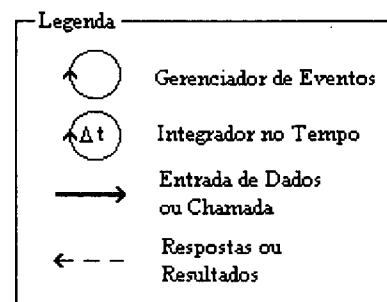 Legenda
Gerenciador de Eventos
Δt
Integrador no Tempo
Entrada de Dados
ou Chamada
Respostas ou
Resultados